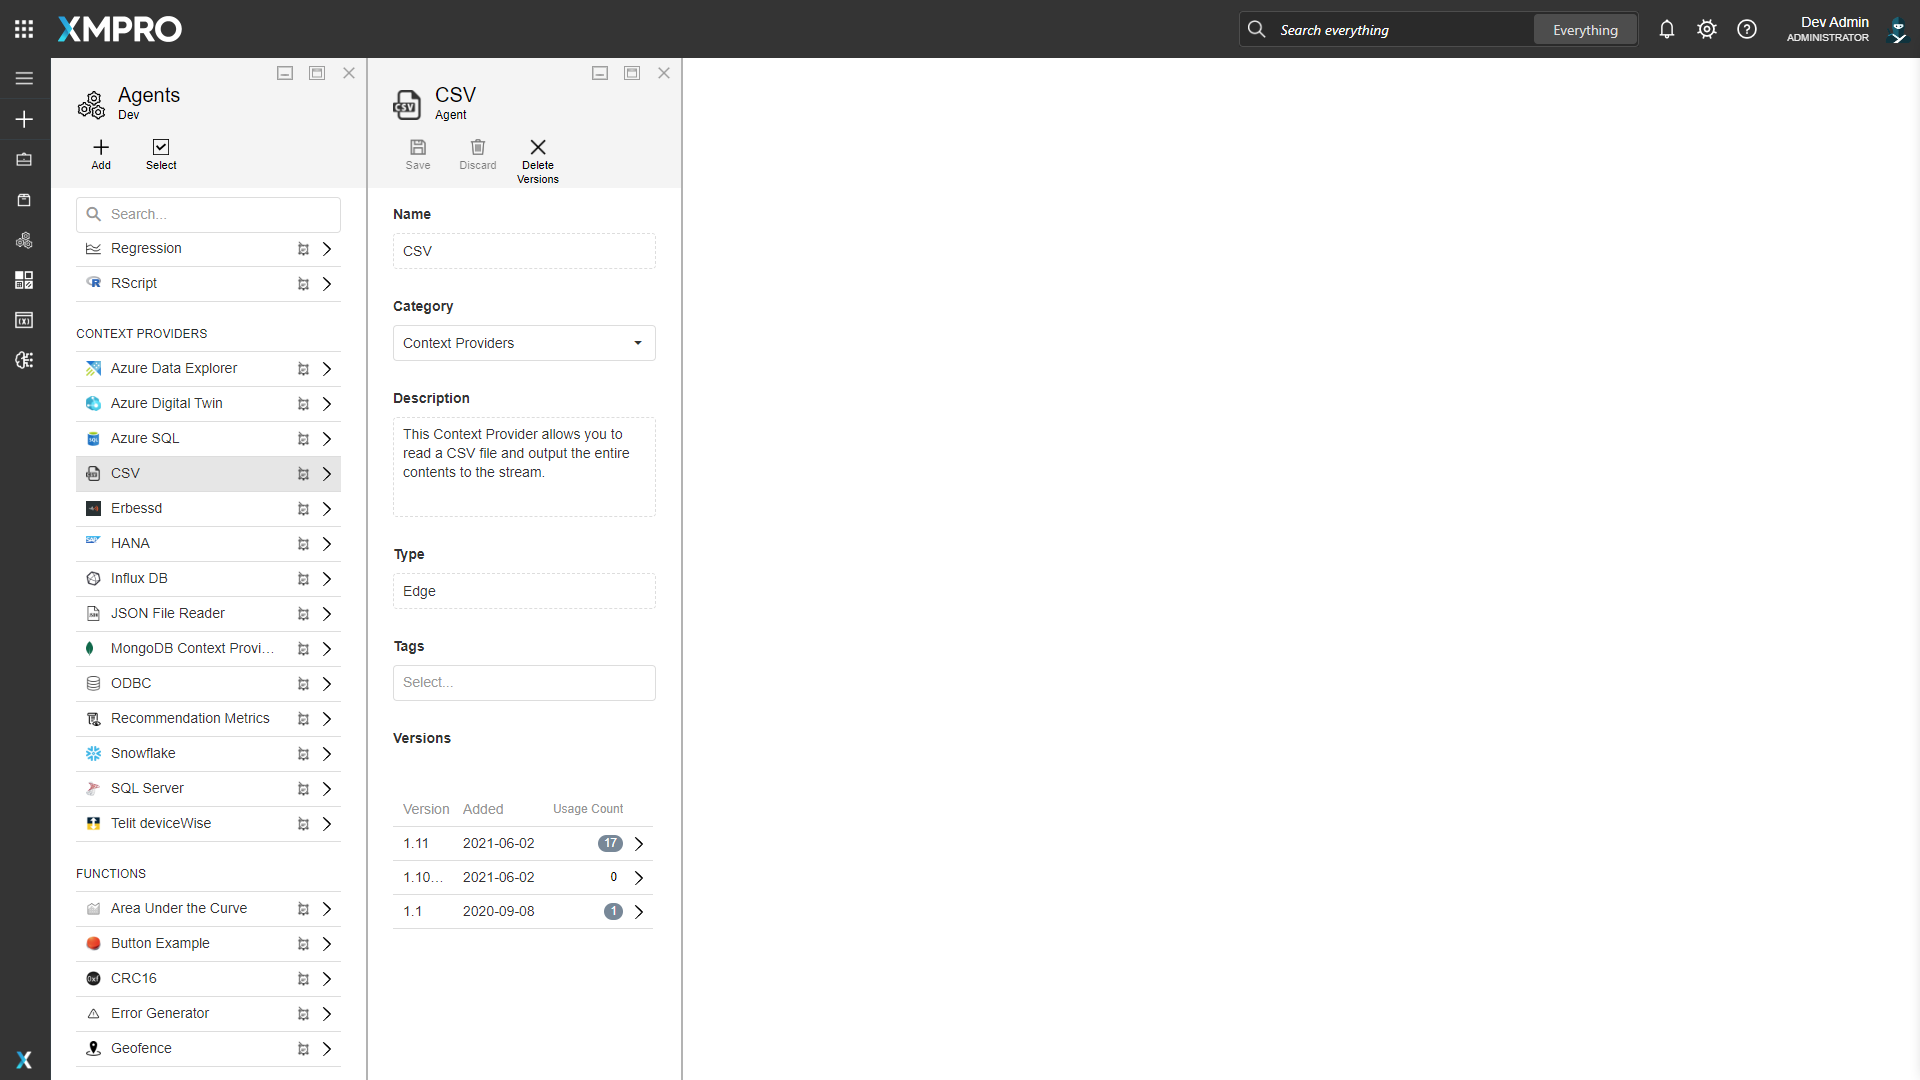 XMPRO
Search everything
Everything
Dev Admin
ADMINISTRATOR
Agents
Dev
Add
Select
Search...
Regression
RScript
CONTEXT PROVIDERS
Azure Data Explorer
Azure Digital Twin
Azure SQL
CSV
Erbessd
HANA
Influx DB
JSON File Reader
MongoDB Context Provi...
ODBC
Recommendation Metrics
Snowflake
SQL Server
Telit deviceWise
FUNCTIONS
Area Under the Curve
Button Example
CRC16
Error Generator
Geofence
CSV
Agent
Save
Discard
Delete
Versions
Name
CSV
Category
Context Providers
Description
This Context Provider allows you to
read a CSV file and output the entire
contents to the stream.
Type
Edge
Tags
Select...
Versions
Version Added Usage Count
1.11 2021-06-02 17
1.10... 2021-06-02 0
1.1 2020-09-08 1